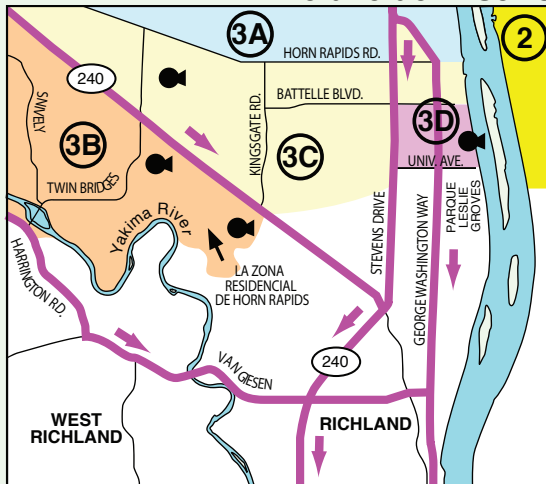 3A
2
HORN RAPIDS RD.
240
BATTELLE BLVD.
SNIVELY
KINGSGATE RD.
3D
3B
3C
UNIV. AVE.
TWIN BRIDGES
Yakima River
STEVENS DRIVE
GEORGE WASHINGTON WAY
PARQUE
LESLIE
GROVES
HARRINGTON RD.
LA ZONA
RESIDENCIAL
DE HORN RAPIDS
240
VAN GIESEN
WEST
RICHLAND
RICHLAND